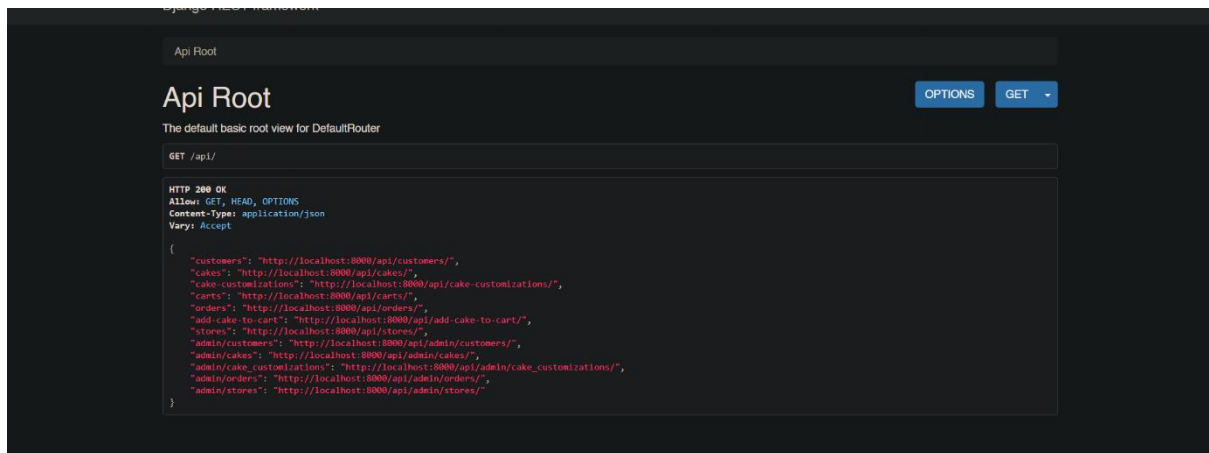 Django REST framework
Api Root
Api Root
OPTIONS
GET
The default basic root view for DefaultRouter
GET /api/
HTTP 200 OK
Allow: GET, HEAD, OPTIONS
Content-Type: application/json
Vary: Accept
{
"customers": "http://localhost:8000/api/customers/",
"cakes": "http://localhost:8000/api/cakes/",
"cake-customizations": "http://localhost:8000/api/cake-customizations/",
"carts": "http://localhost:8000/api/carts/",
"orders": "http://localhost:8000/api/orders/",
"add-cake-to-cart": "http://localhost:8000/api/add-cake-to-cart/",
"stores": "http://localhost:8000/api/stores/",
"admin/customers": "http://localhost:8000/api/admin/customers/",
"admin/cakes": "http://localhost:8000/api/admin/cakes/",
"admin/cake_customizations": "http://localhost:8000/api/admin/cake_customizations/",
"admin/orders": "http://localhost:8000/api/admin/orders/",
"admin/stores": "http://localhost:8000/api/admin/stores/"
}